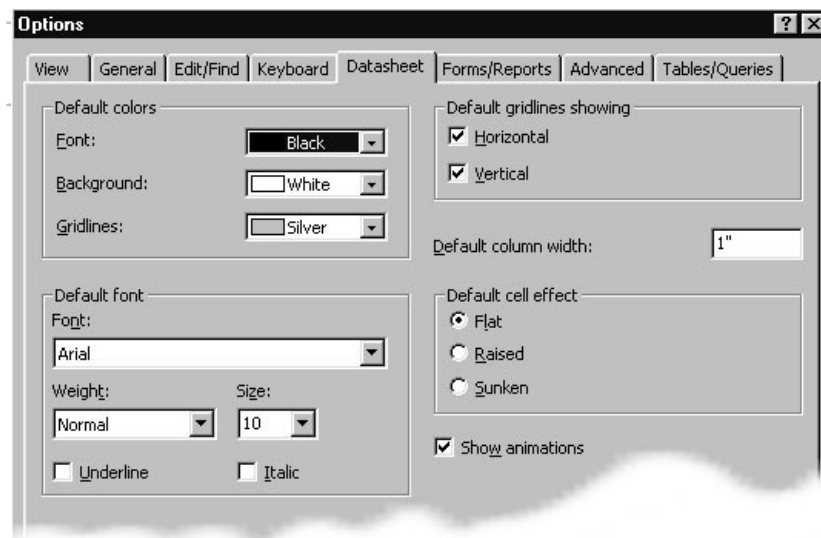 Options
View General Edit/Find Keyboard Datasheet Forms/Reports Advanced Tables/Queries
Default colors
Font: Black
Background: White
Gridlines: Silver
Default gridlines showing
Horizontal
Vertical
Default column width: 1"
Default font
Font:
Arial
Weight: Size:
Normal 10
Underline Italic
Default cell effect
Flat
Raised
Sunken
Show animations